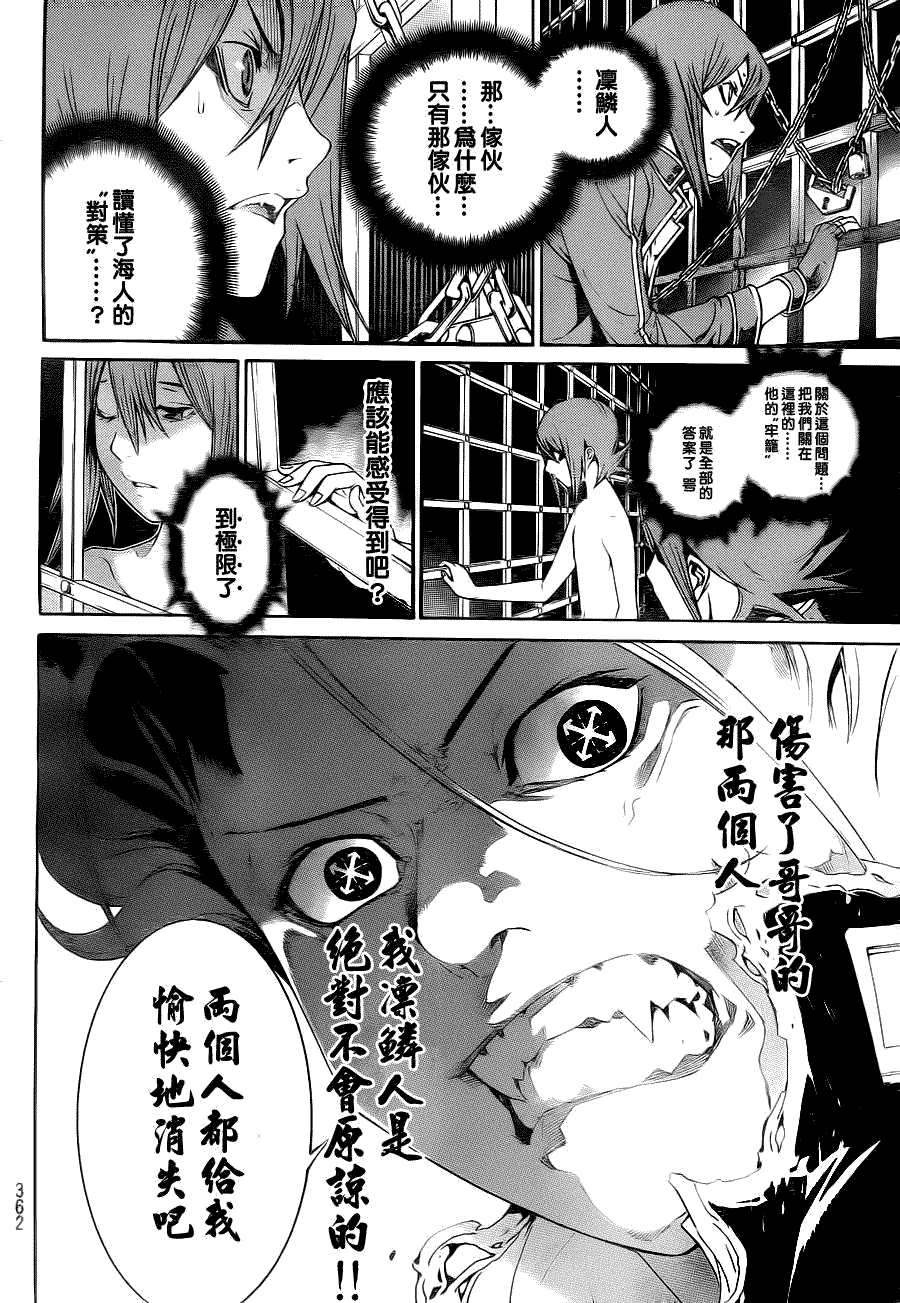 凜鱗人
……
那…傢伙
……為什麼…
只有那傢伙…
讀懂了海人的
“對策”……？
關於這個問題…
把我們關在
這裡的……
他的“牢籠”
就是全部的
答案了
應該能感受得到吧？
到極限了
傷害了哥哥的
那兩個人
我凜鱗人是
絕對不會原諒的!!
兩個人都給我
愉快地消失吧
362